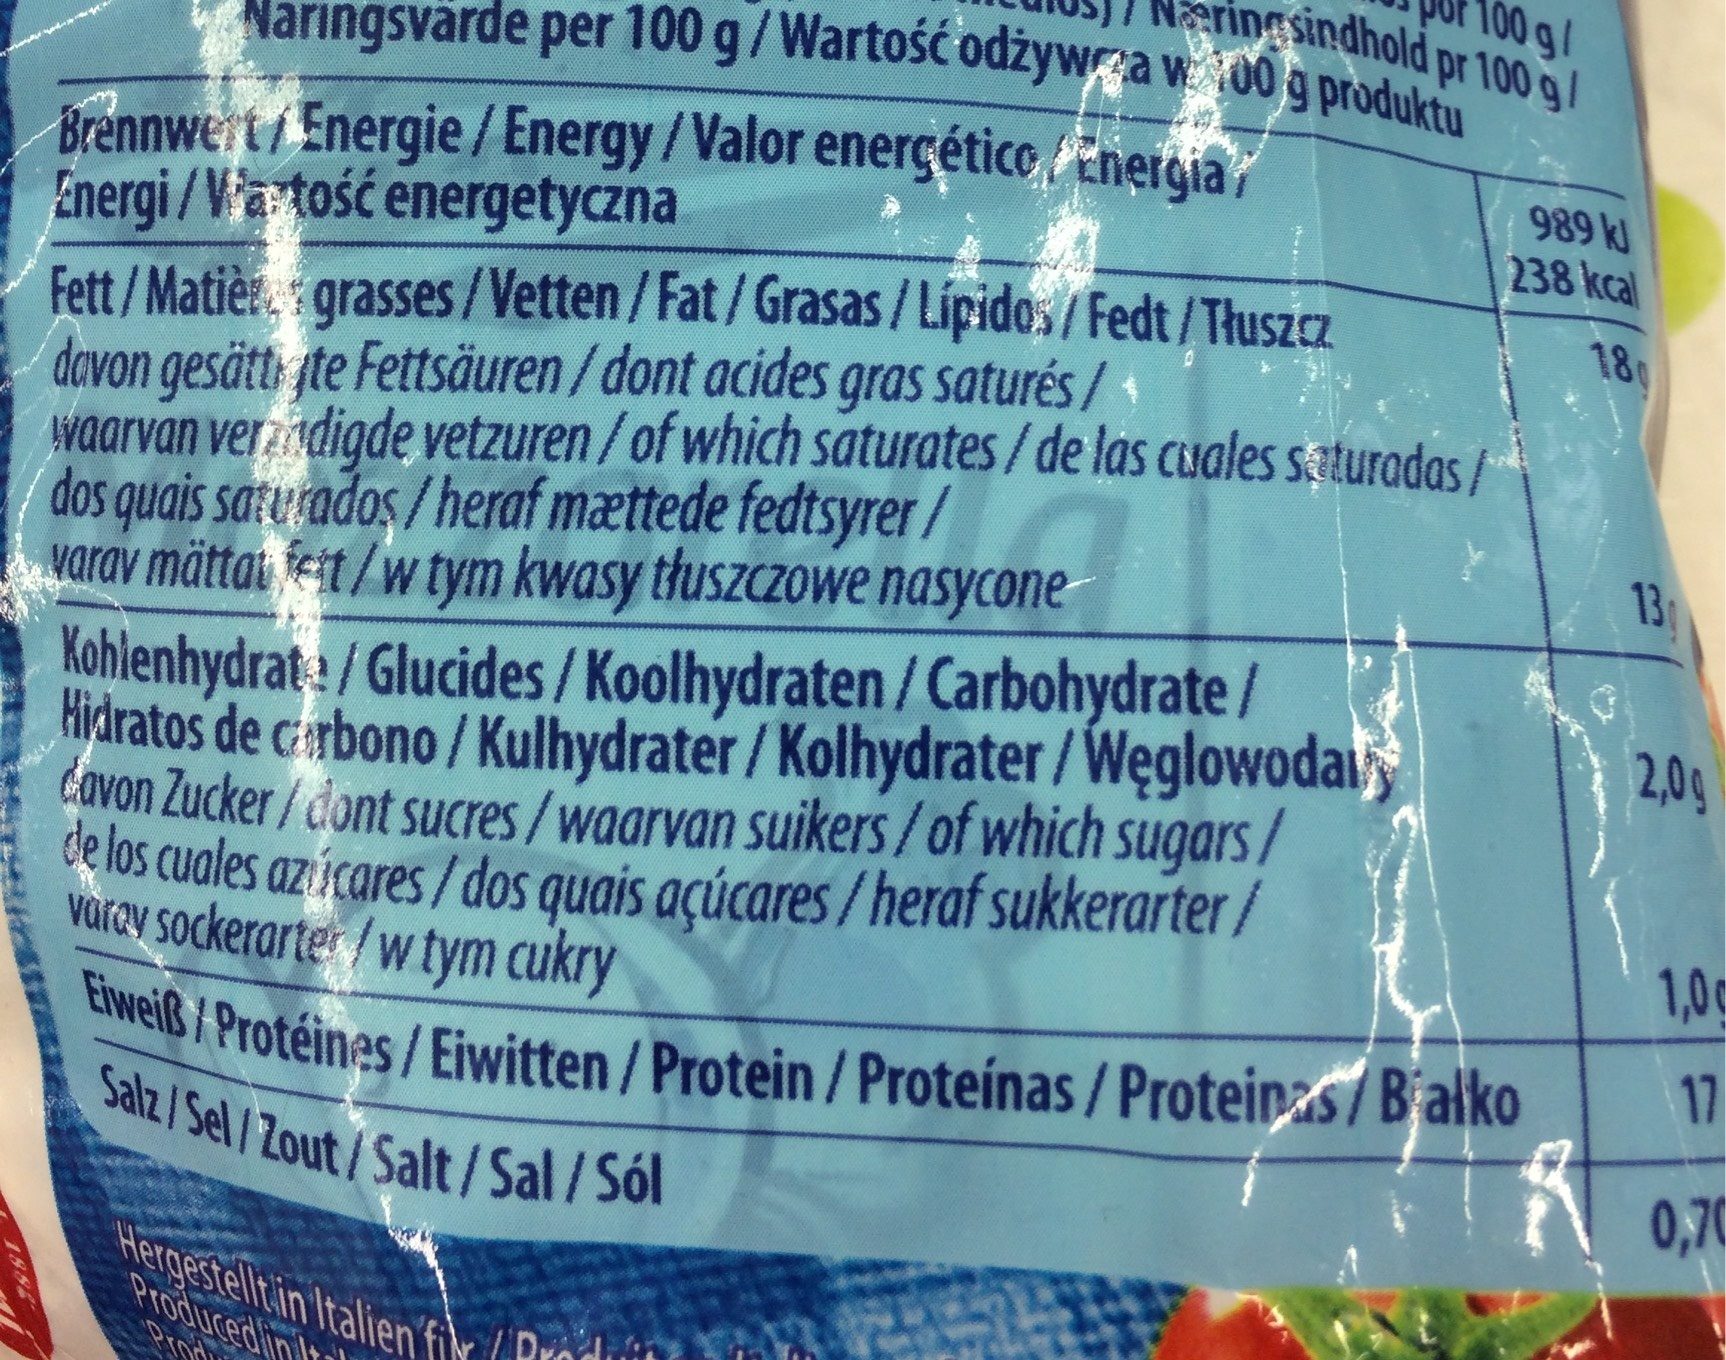 por 100 g /
/ Næringsindhold pr 100 g /
Näringsvärde per 100 g / Wartość odżywcza w 100 g produktu
Brennwert / Energie / Energy / Valor energético / Energia /
Energi / Wartość energetyczna
989 kJ
238 kcal
Fett / Matières grasses / Vetten / Fat / Grasas / Lípidos / Fedt / Tłuszcz
18 g
davon gesättigte Fettsäuren / dont acides gras saturés /
waarvan verzadigde vetzuren / of which saturates / de las cuales saturadas /
dos quais saturados / heraf mættede fedtsyrer /
varav mättat fett / w tym kwasy tłuszczowe nasycone
13 g
Kohlenhydrate / Glucides / Koolhydraten / Carbohydrate /
Hidratos de carbono / Kulhydrater / Kolhydrater / Węglowodany
2,0 g
davon Zucker / dont sucres / waarvan suikers / of which sugars /
de los cuales azúcares / dos quais açúcares / heraf sukkerarter /
varav sockerarter / w tym cukry
1,0 g
Eiweiß / Protéines / Eiwitten / Protein / Proteínas / Proteinas / Białko
17
Salz / Sel / Zout / Salt / Sal / Sól
0,70
Hergestellt in Italien für /
Produced in